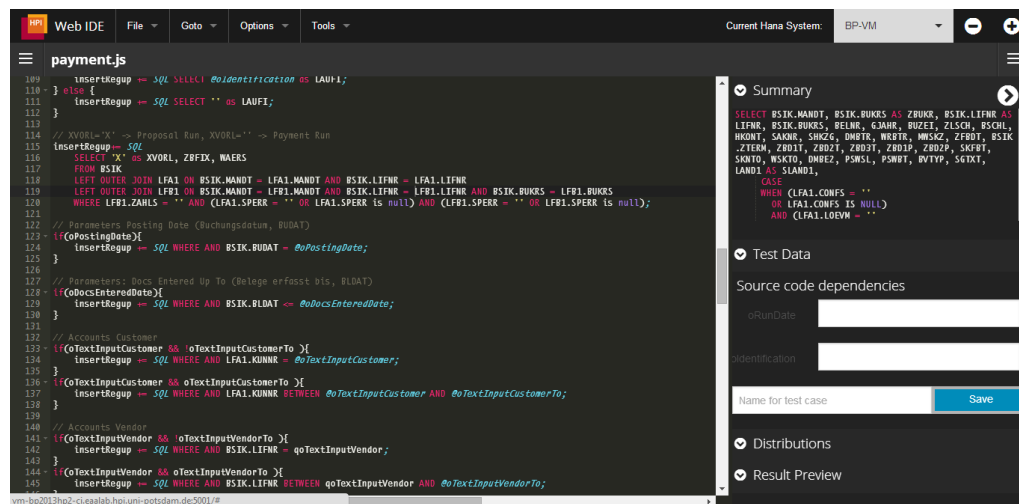 HPI Web IDE File Goto Options Tools Current Hana System: BP-VM
payment.js
109 insertRegup += SQL SELECT @oIdentification as LAUFI;
110 } else {
111 insertRegup += SQL SELECT '' as LAUFI;
112 }
113
114 // XVORL='X' -> Proposal Run, XVORL='' -> Payment Run
115 insertRegup+= SQL
116 SELECT 'X' as XVORL, ZBFIX, WAERS
117 FROM BSIK
118 LEFT OUTER JOIN LFA1 ON BSIK.MANDT = LFA1.MANDT AND BSIK.LIFNR = LFA1.LIFNR
119 LEFT OUTER JOIN LFB1 ON BSIK.MANDT = LFB1.MANDT AND BSIK.LIFNR = LFB1.LIFNR AND BSIK.BUKRS = LFB1.BUKRS
120 WHERE LFB1.ZAHLS = '' AND (LFA1.SPERR = '' OR LFA1.SPERR is null) AND (LFB1.SPERR = '' OR LFB1.SPERR is null);
121
122 // Parameters Posting Date (Buchungsdatum, BUDAT)
123 if(oPostingDate){
124 insertRegup += SQL WHERE AND BSIK.BUDAT = @oPostingDate;
125 }
126
127 // Parameters: Docs Entered Up To (Belege erfasst bis, BLDAT)
128 if(oDocsEnteredDate){
129 insertRegup += SQL WHERE AND BSIK.BLDAT <= @oDocsEnteredDate;
130 }
131
132 // Accounts Customer
133 if(oTextInputCustomer && !oTextInputCustomerTo ){
134 insertRegup += SQL WHERE AND LFA1.KUNNR = @oTextInputCustomer;
135 }
136 if(oTextInputCustomer && oTextInputCustomerTo ){
137 insertRegup += SQL WHERE AND LFA1.KUNNR BETWEEN @oTextInputCustomer AND @oTextInputCustomerTo;
138 }
139
140 // Accounts Vendor
141 if(oTextInputVendor && !oTextInputVendorTo ){
142 insertRegup += SQL WHERE AND BSIK.LIFNR = qoTextInputVendor;
143 }
144 if(oTextInputVendor && oTextInputVendorTo ){
145 insertRegup += SQL WHERE AND BSIK.LIFNR BETWEEN qoTextInputVendor AND @oTextInputVendorTo;
vm-bp2013hp2-ci.eaalab.hpi.uni-potsdam.de:5001/#
Summary
SELECT BSIK.MANDT, BSIK.BUKRS AS ZBUKR, BSIK.LIFNR AS
LIFNR, BSIK.BUKRS, BELNR, GJAHR, BUZEI, ZLSCH, BSCHL,
HKONT, SAKNR, SHKZG, DMBTR, WRBTR, MWSKZ, ZFBDT, BSIK
.ZTERM, ZBD1T, ZBD2T, ZBD3T, ZBD1P, ZBD2P, SKFBT,
SKNTO, WSKTO, DMBE2, PSWSL, PSWBT, BVTYP, SGTXT,
LAND1 AS SLAND1,
CASE
WHEN (LFA1.CONFS = ''
OR LFA1.CONFS IS NULL)
AND (LFA1.LOEVM = ''
Test Data
Source code dependencies
oRunDate
oIdentification
Name for test case Save
Distributions
Result Preview